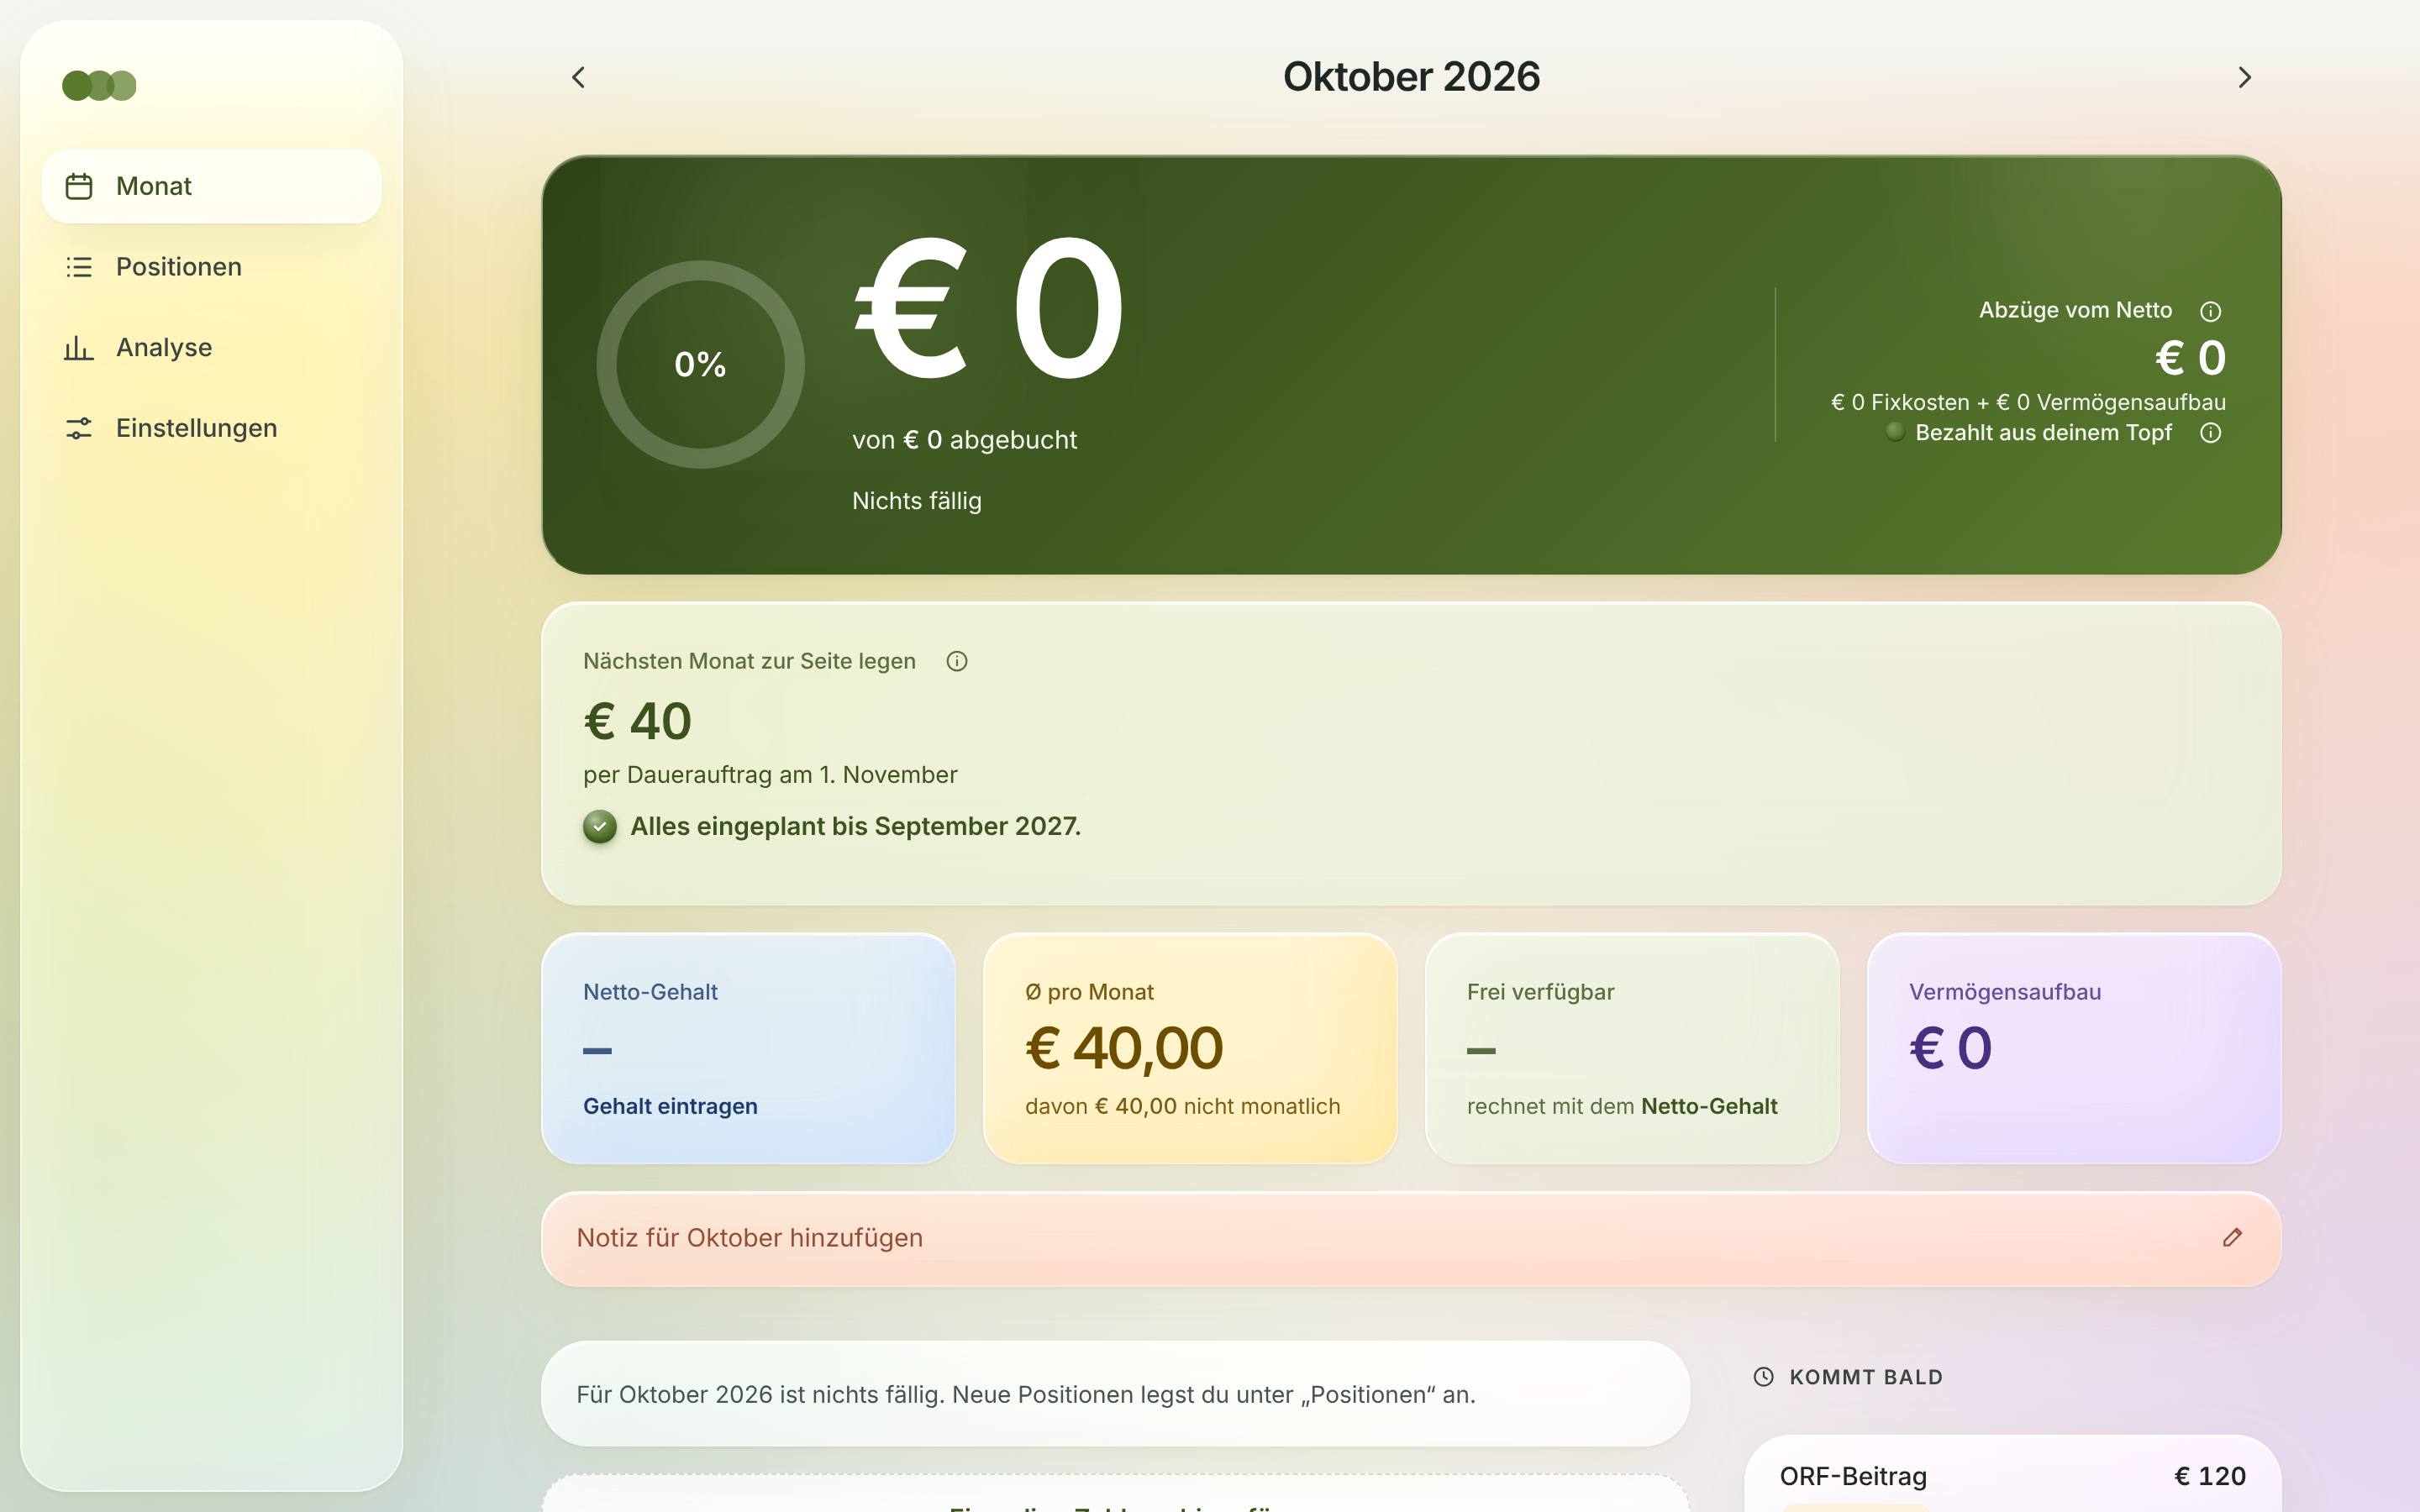 Oktober 2026
Monat
Positionen
Analyse
Einstellungen
0%
€ 0
von € 0 abgebucht
Nichts fällig
Abzüge vom Netto
€ 0
€ 0 Fixkosten + € 0 Vermögensaufbau
Bezahlt aus deinem Topf
Nächsten Monat zur Seite legen
€ 40
per Dauerauftrag am 1. November
Alles eingeplant bis September 2027.
Netto-Gehalt
–
Gehalt eintragen
Ø pro Monat
€ 40,00
davon € 40,00 nicht monatlich
Frei verfügbar
–
rechnet mit dem Netto-Gehalt
Vermögensaufbau
€ 0
Notiz für Oktober hinzufügen
Für Oktober 2026 ist nichts fällig. Neue Positionen legst du unter „Positionen“ an.
KOMMT BALD
ORF-Beitrag
€ 120